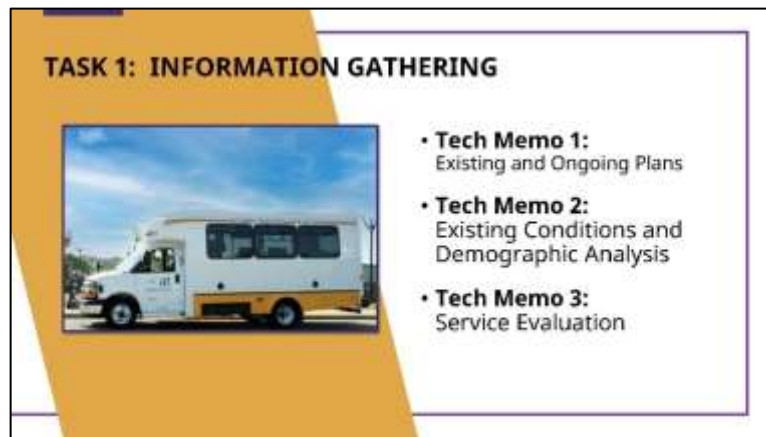 TASK 1: INFORMATION GATHERING
• Tech Memo 1:
Existing and Ongoing Plans
• Tech Memo 2:
Existing Conditions and
Demographic Analysis
• Tech Memo 3:
Service Evaluation